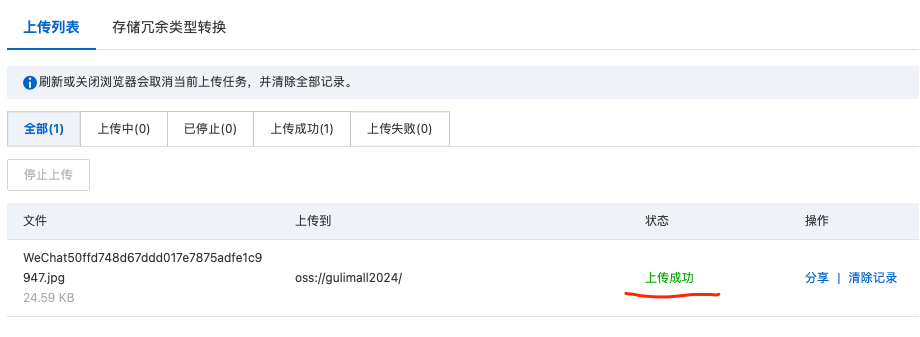 上传列表 存储冗余类型转换
刷新或关闭浏览器会取消当前上传任务，并清除全部记录。
全部(1) 上传中(0) 已停止(0) 上传成功(1) 上传失败(0)
停止上传
文件 上传到 状态 操作
WeChat50ffd748d67ddd017e7875adfe1c9
947.jpg oss://gulimall2024/ 上传成功 分享 | 清除记录
24.59 KB